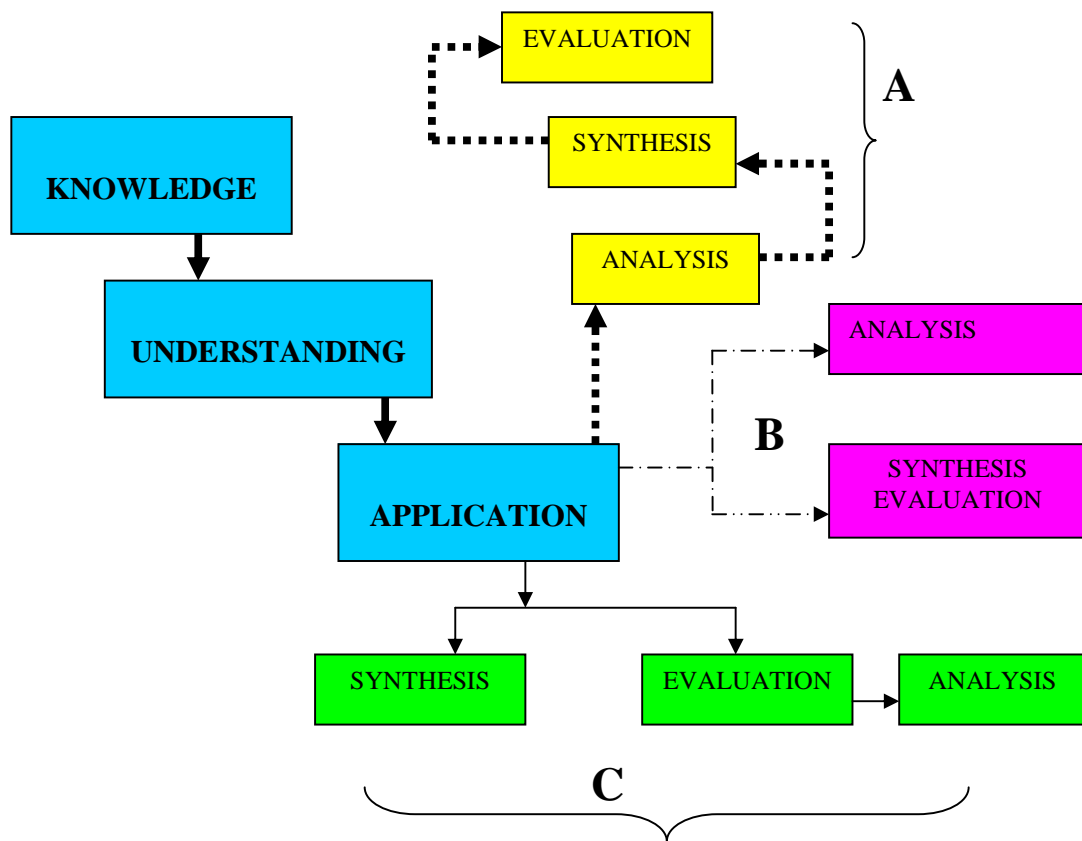 EVALUATION
A
SYNTHESIS
KNOWLEDGE
ANALYSIS
UNDERSTANDING
ANALYSIS
B
SYNTHESIS
EVALUATION
APPLICATION
SYNTHESIS
EVALUATION
ANALYSIS
C